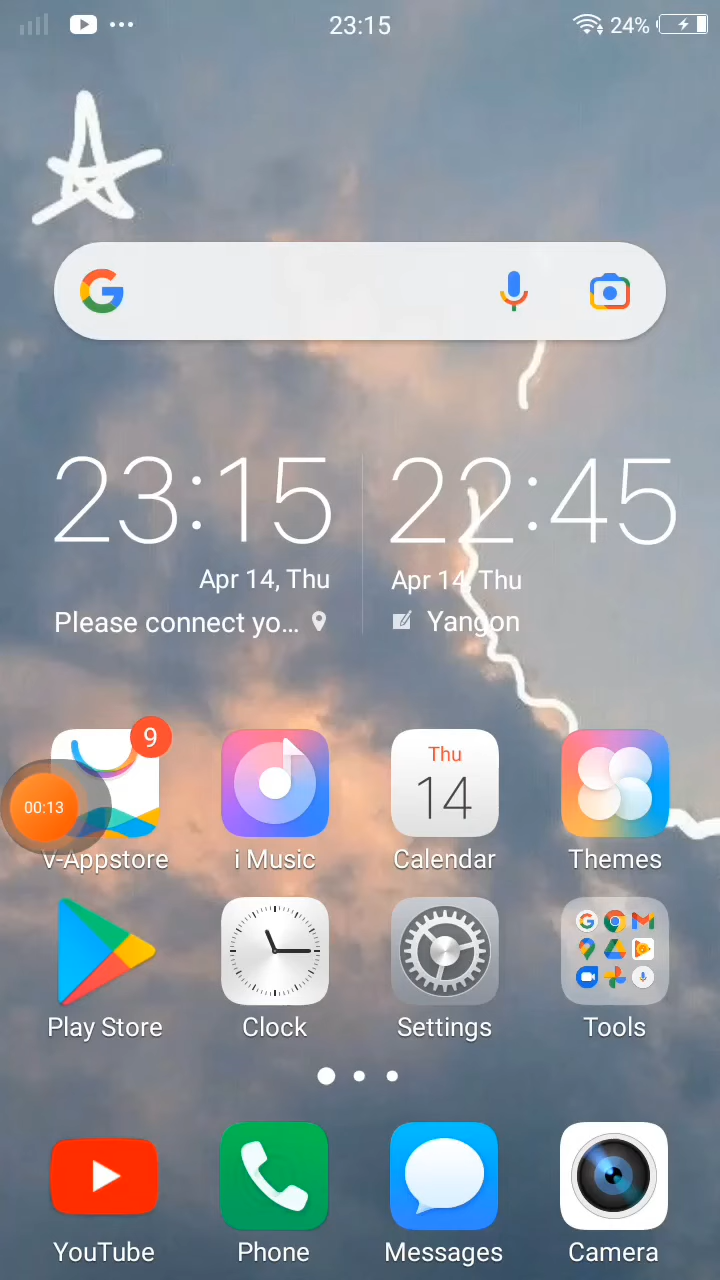 23:15
24%
23:15
22:45
Apr 14, Thu
Apr 14, Thu
Please connect yo...
Yangon
9
Thu
14
00:13
V-Appstore
i Music
Calendar
Themes
Play Store
Clock
Settings
Tools
YouTube
Phone
Messages
Camera